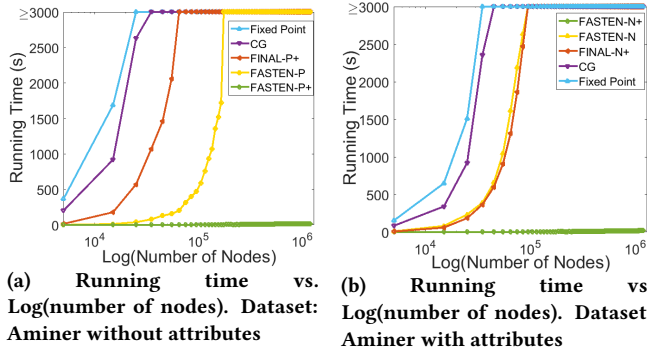 ≥
3000
2500
2000
1500
1000
500
0
Running Time (s)
Fixed Point
CG
FINAL-P+
FASTEN-P
FASTEN-P+
10^4
10^5
10^6
Log(Number of Nodes)
(a) Running time vs.
Log(number of nodes). Dataset:
Aminer without attributes
≥
3000
2500
2000
1500
1000
500
0
Running Time (s)
FASTEN-N+
FASTEN-N
FINAL-N+
CG
Fixed Point
10^4
10^5
10^6
Log(Number of Nodes)
(b) Running time vs
Log(number of nodes). Dataset
Aminer with attributes